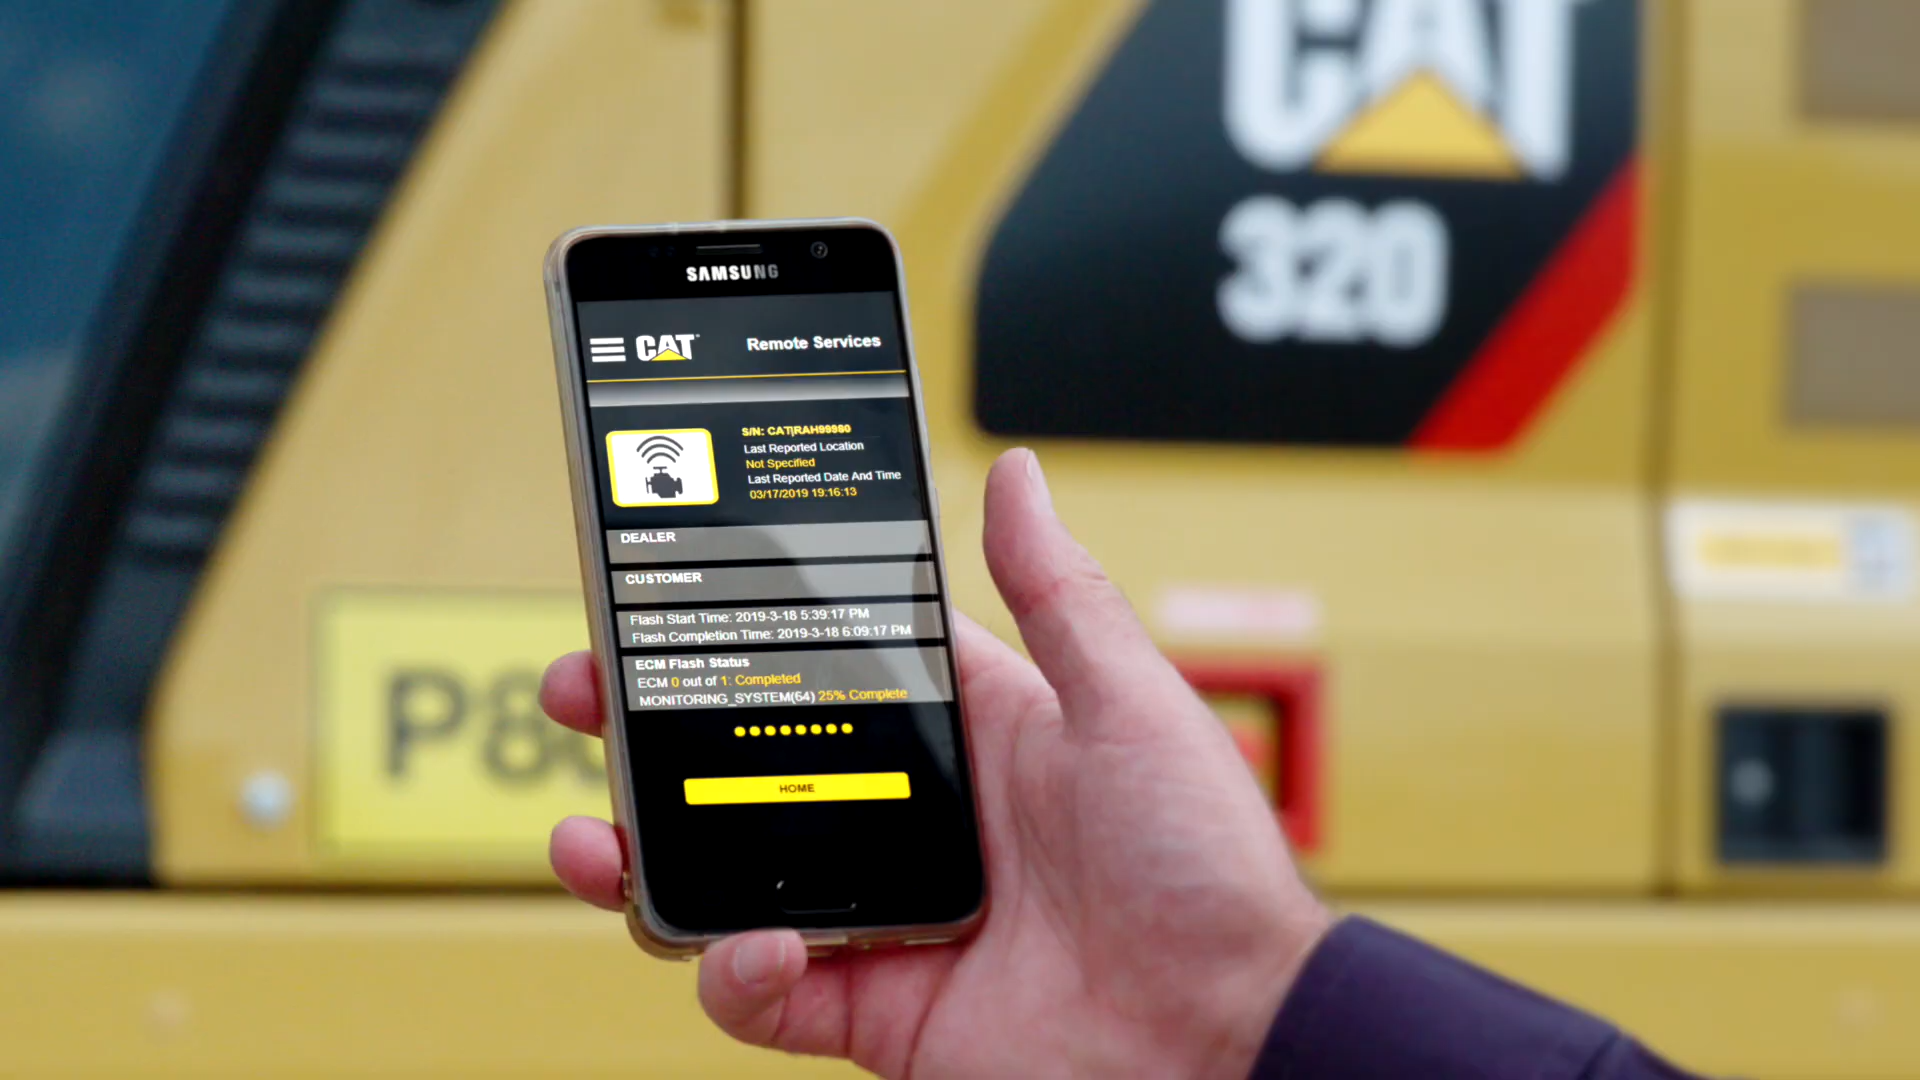 CAT
320
SAMSUNG
CAT Remote Services
S/N: CAT|RAH99980
Last Reported Location
Not Specified
Last Reported Date And Time
03/17/2019 19:16:13
DEALER
CUSTOMER
Flash Start Time: 2019-3-18 5:39:17 PM
Flash Completion Time: 2019-3-18 6:09:17 PM
ECM Flash Status
ECM 0 out of 1: Completed
MONITORING_SYSTEM(64) 25% Complete
HOME